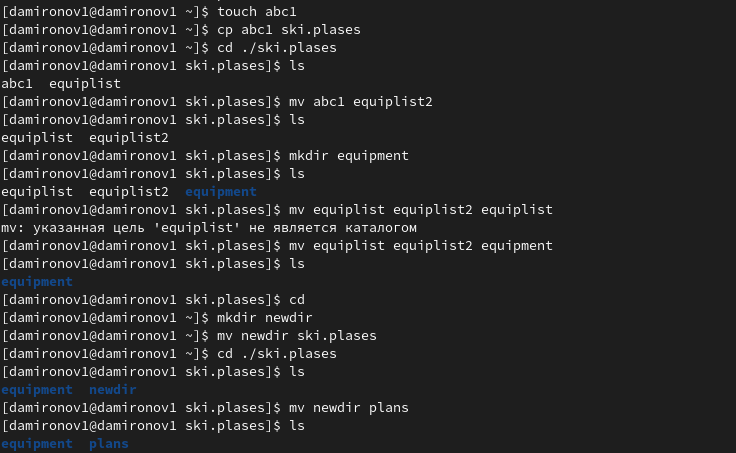 [damironov1@damironov1 ~]$ touch abc1
[damironov1@damironov1 ~]$ cp abc1 ski.plases
[damironov1@damironov1 ~]$ cd ./ski.plases
[damironov1@damironov1 ski.plases]$ ls
abc1  equiplist
[damironov1@damironov1 ski.plases]$ mv abc1 equiplist2
[damironov1@damironov1 ski.plases]$ ls
equiplist  equiplist2
[damironov1@damironov1 ski.plases]$ mkdir equipment
[damironov1@damironov1 ski.plases]$ ls
equiplist  equiplist2  equipment
[damironov1@damironov1 ski.plases]$ mv equiplist equiplist2 equiplist
mv: указанная цель 'equiplist' не является каталогом
[damironov1@damironov1 ski.plases]$ mv equiplist equiplist2 equipment
[damironov1@damironov1 ski.plases]$ ls
equipment
[damironov1@damironov1 ski.plases]$ cd
[damironov1@damironov1 ~]$ mkdir newdir
[damironov1@damironov1 ~]$ mv newdir ski.plases
[damironov1@damironov1 ~]$ cd ./ski.plases
[damironov1@damironov1 ski.plases]$ ls
equipment  newdir
[damironov1@damironov1 ski.plases]$ mv newdir plans
[damironov1@damironov1 ski.plases]$ ls
equipment  plans